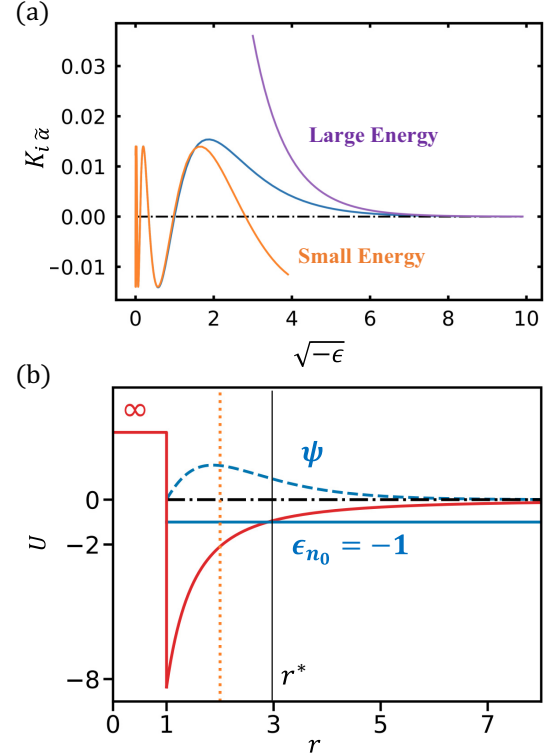 (a)
0.03
0.02
0.01
0.00
-0.01
K_{i α̃}
Large Energy
Small Energy
0 2 4 6 8 10
√−ϵ
(b)
∞
ψ
0
-2
-8
U
ϵ_{n_0} = −1
r*
0 1 3 5 7
r